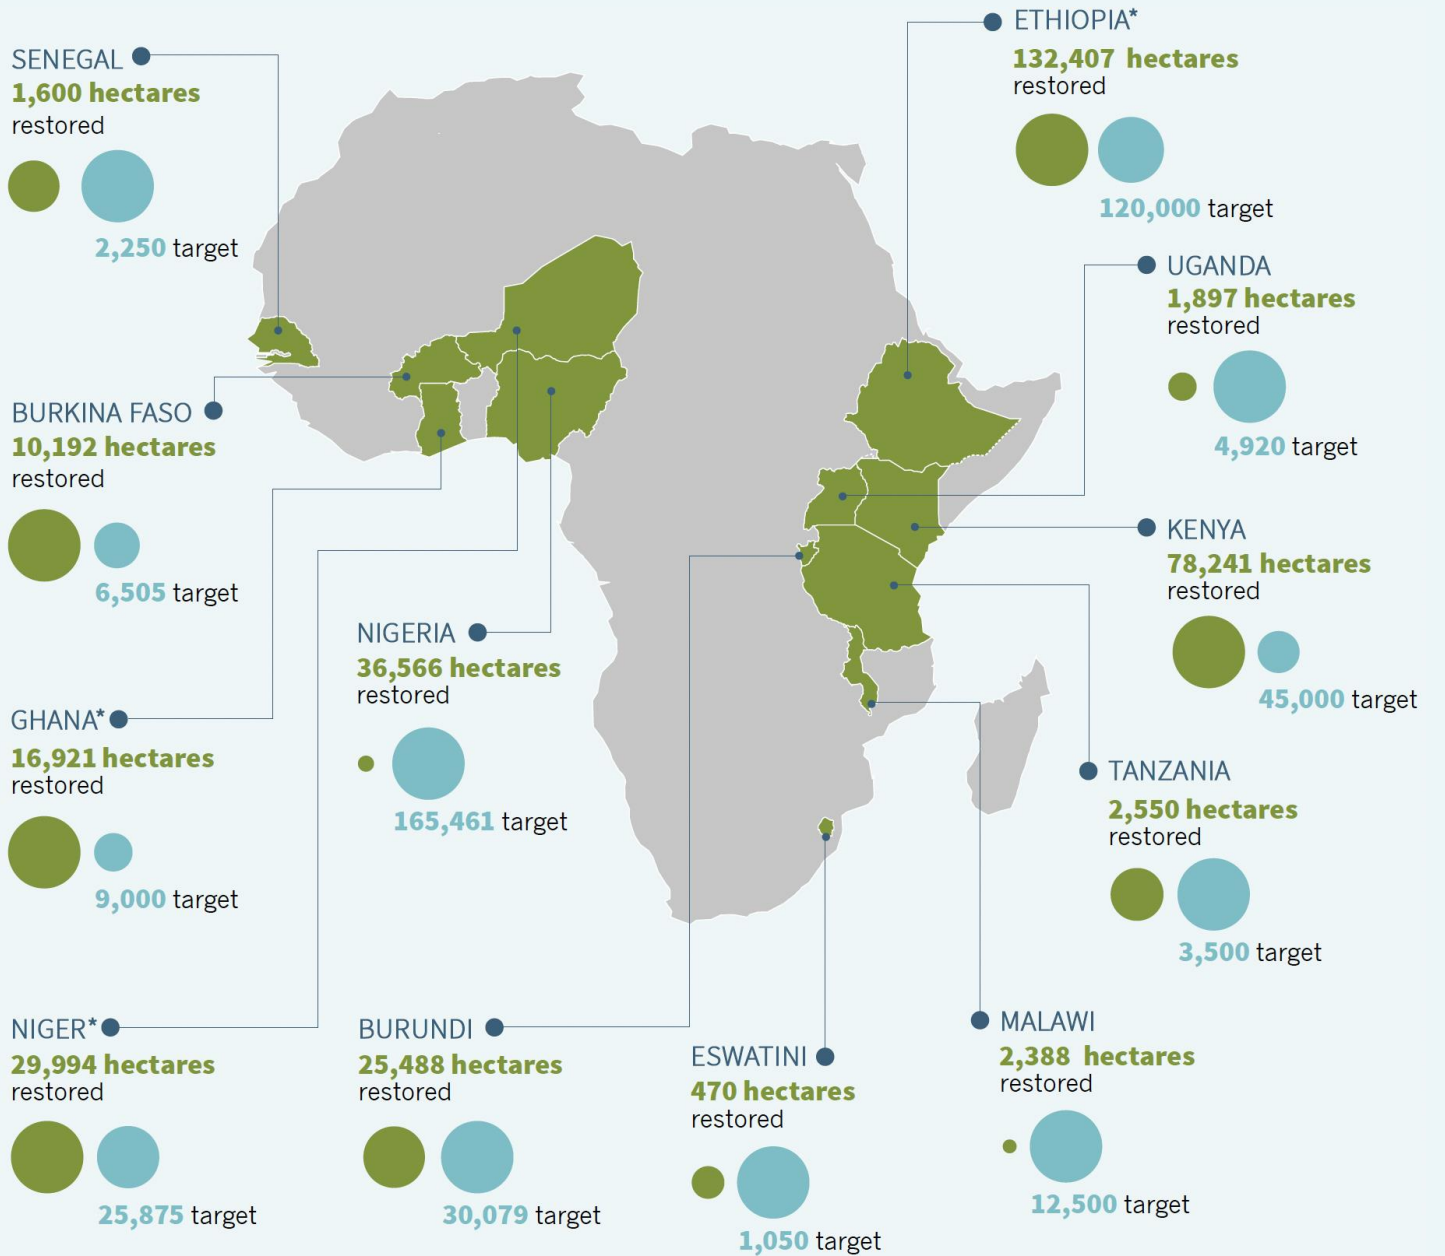 SENEGAL
1,600 hectares
restored
2,250 target
BURKINA FASO
10,192 hectares
restored
6,505 target
GHANA*
16,921 hectares
restored
9,000 target
NIGER*
29,994 hectares
restored
25,875 target
NIGERIA
36,566 hectares
restored
165,461 target
BURUNDI
25,488 hectares
restored
30,079 target
ESWATINI
470 hectares
restored
1,050 target
ETHIOPIA*
132,407 hectares
restored
120,000 target
UGANDA
1,897 hectares
restored
4,920 target
KENYA
78,241 hectares
restored
45,000 target
TANZANIA
2,550 hectares
restored
3,500 target
MALAWI
2,388 hectares
restored
12,500 target